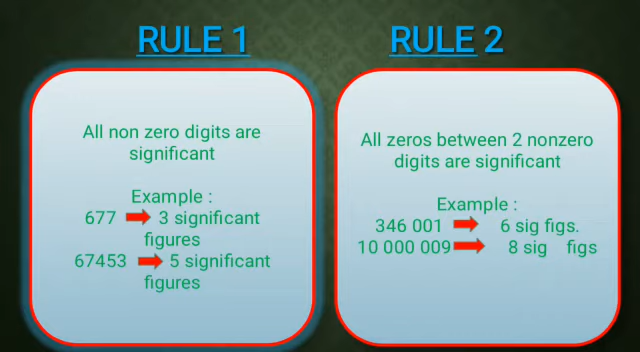 RULE 1
All non zero digits are
significant
Example :
677 ➡ 3 significant
figures
67453 ➡ 5 significant
figures
RULE 2
All zeros between 2 nonzero
digits are significant
Example :
346 001 ➡ 6 sig figs.
10 000 009 ➡ 8 sig figs